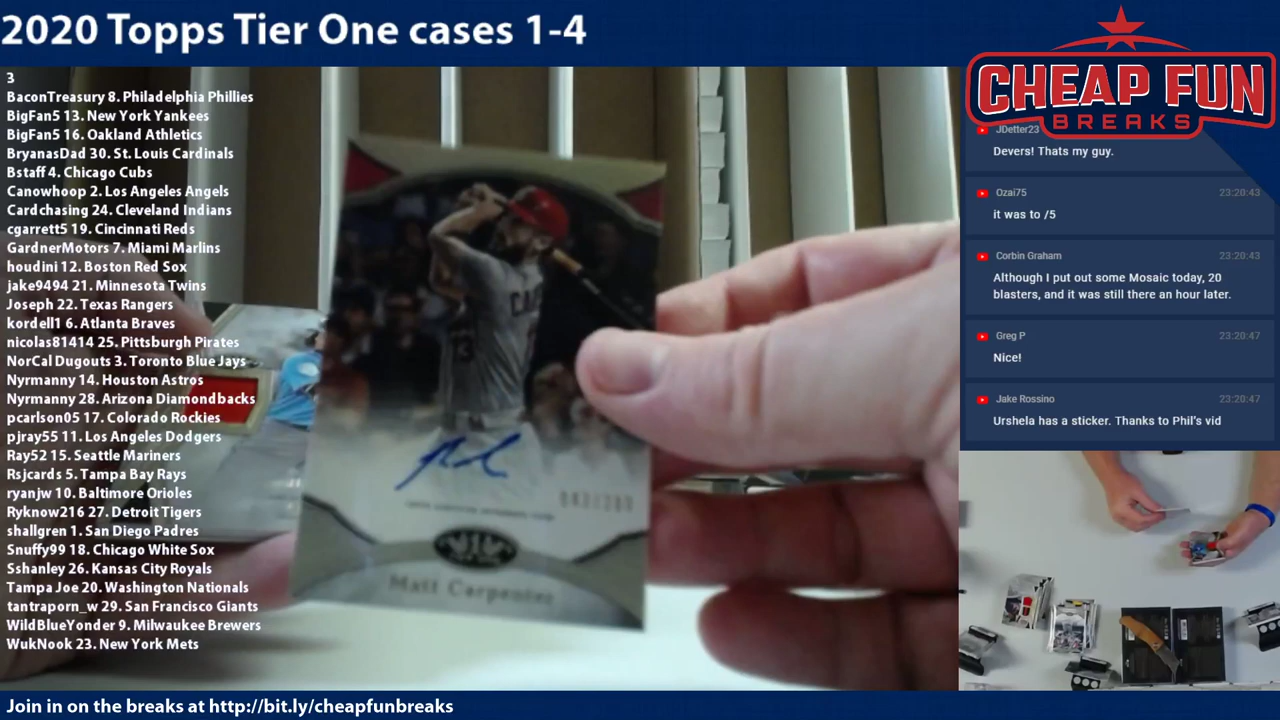 2020 Topps Tier One cases 1-4
3
BaconTreasury 8. Philadelphia Phillies
BigFan5 13. New York Yankees
BigFan5 16. Oakland Athletics
BryanasDad 30. St. Louis Cardinals
Bstaff 4. Chicago Cubs
Canowhoop 2. Los Angeles Angels
Cardchasing 24. Cleveland Indians
cgarrett5 19. Cincinnati Reds
GardnerMotors 7. Miami Marlins
houdini 12. Boston Red Sox
jake9494 21. Minnesota Twins
Joseph 22. Texas Rangers
kordell1 6. Atlanta Braves
nicolas81414 25. Pittsburgh Pirates
NorCal Dugouts 3. Toronto Blue Jays
Nyrmanny 14. Houston Astros
Nyrmanny 28. Arizona Diamondbacks
pcarlson05 17. Colorado Rockies
pjray55 11. Los Angeles Dodgers
Ray52 15. Seattle Mariners
Rsjcards 5. Tampa Bay Rays
ryanjw 10. Baltimore Orioles
Ryknow216 27. Detroit Tigers
shallgren 1. San Diego Padres
Snuffy99 18. Chicago White Sox
Sshanley 26. Kansas City Royals
Tampa Joe 20. Washington Nationals
tantraporn_w 29. San Francisco Giants
WildBlueYonder 9. Milwaukee Brewers
WukNook 23. New York Mets
Matt Carpenter
CHEAP FUN
BREAKS
JDetter23
Devers! Thats my guy.
Ozai75 23:20:43
it was to /5
Corbin Graham 23:20:43
Although I put out some Mosaic today, 20
blasters, and it was still there an hour later.
Greg P 23:20:47
Nice!
Jake Rossino 23:20:47
Urshela has a sticker. Thanks to Phil's vid
Join in on the breaks at http://bit.ly/cheapfunbreaks